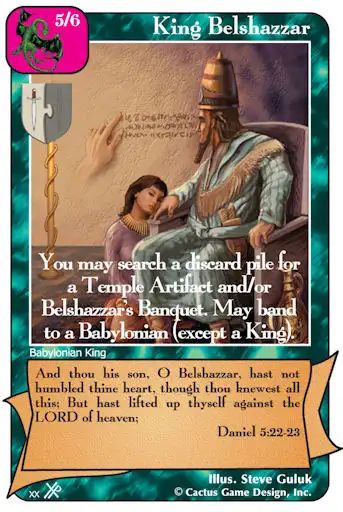 5/6
King Belshazzar
You may search a discard pile for
a Temple Artifact and/or
Belshazzar's Banquet. May band
to a Babylonian (except a King).
Babylonian King
And thou his son, O Belshazzar, hast not
humbled thine heart, though thou knewest all
this; But hast lifted up thyself against the
LORD of heaven;
Daniel 5:22-23
Illus. Steve Guluk
xx
© Cactus Game Design, Inc.